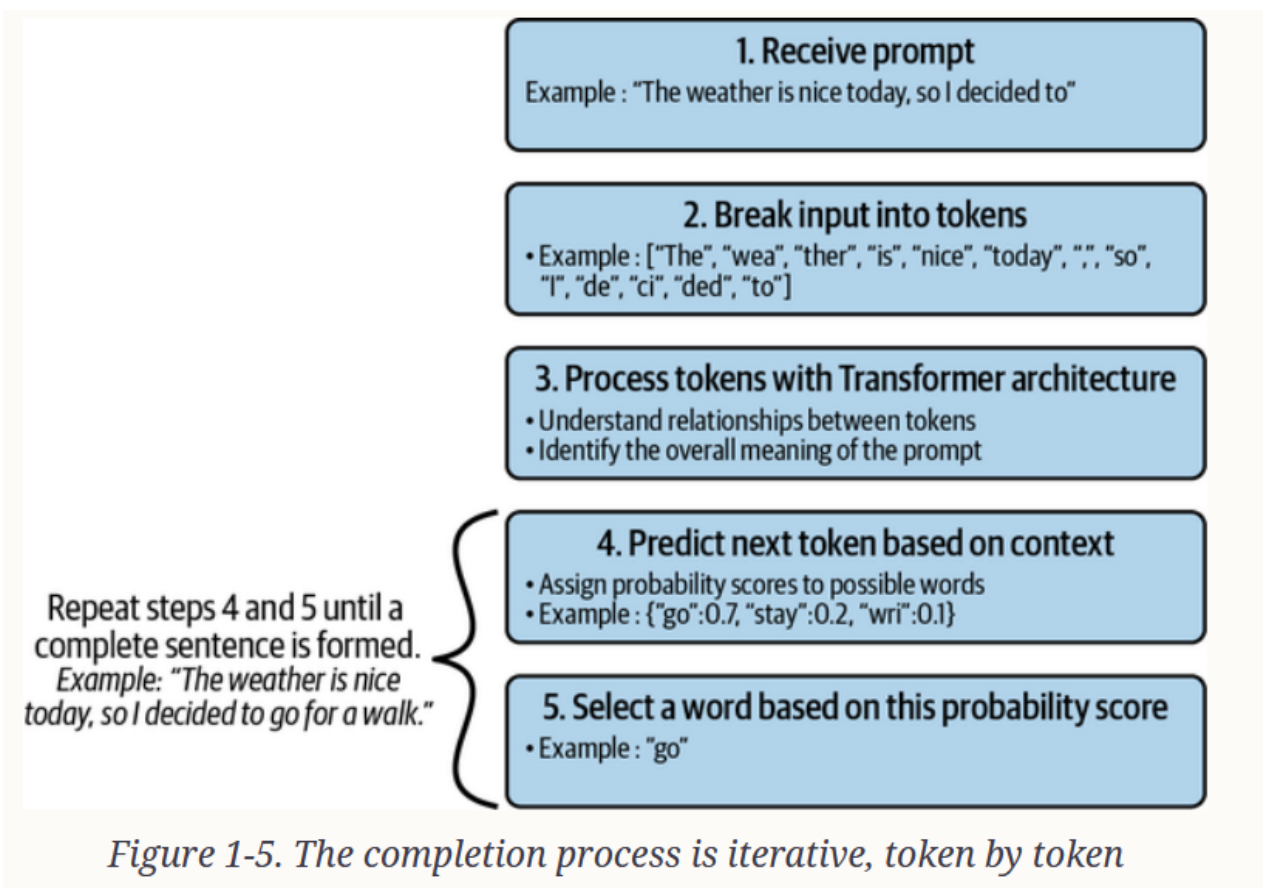 1. Receive prompt
Example : "The weather is nice today, so I decided to"
2. Break input into tokens
• Example : ["The", "wea", "ther", "is", "nice", "today", ",", "so",
"I", "de", "ci", "ded", "to"]
3. Process tokens with Transformer architecture
• Understand relationships between tokens
• Identify the overall meaning of the prompt
4. Predict next token based on context
• Assign probability scores to possible words
• Example : {"go":0.7, "stay":0.2, "wri":0.1}
5. Select a word based on this probability score
• Example : "go"
Repeat steps 4 and 5 until a
complete sentence is formed.
Example: "The weather is nice
today, so I decided to go for a walk."
Figure 1-5. The completion process is iterative, token by token